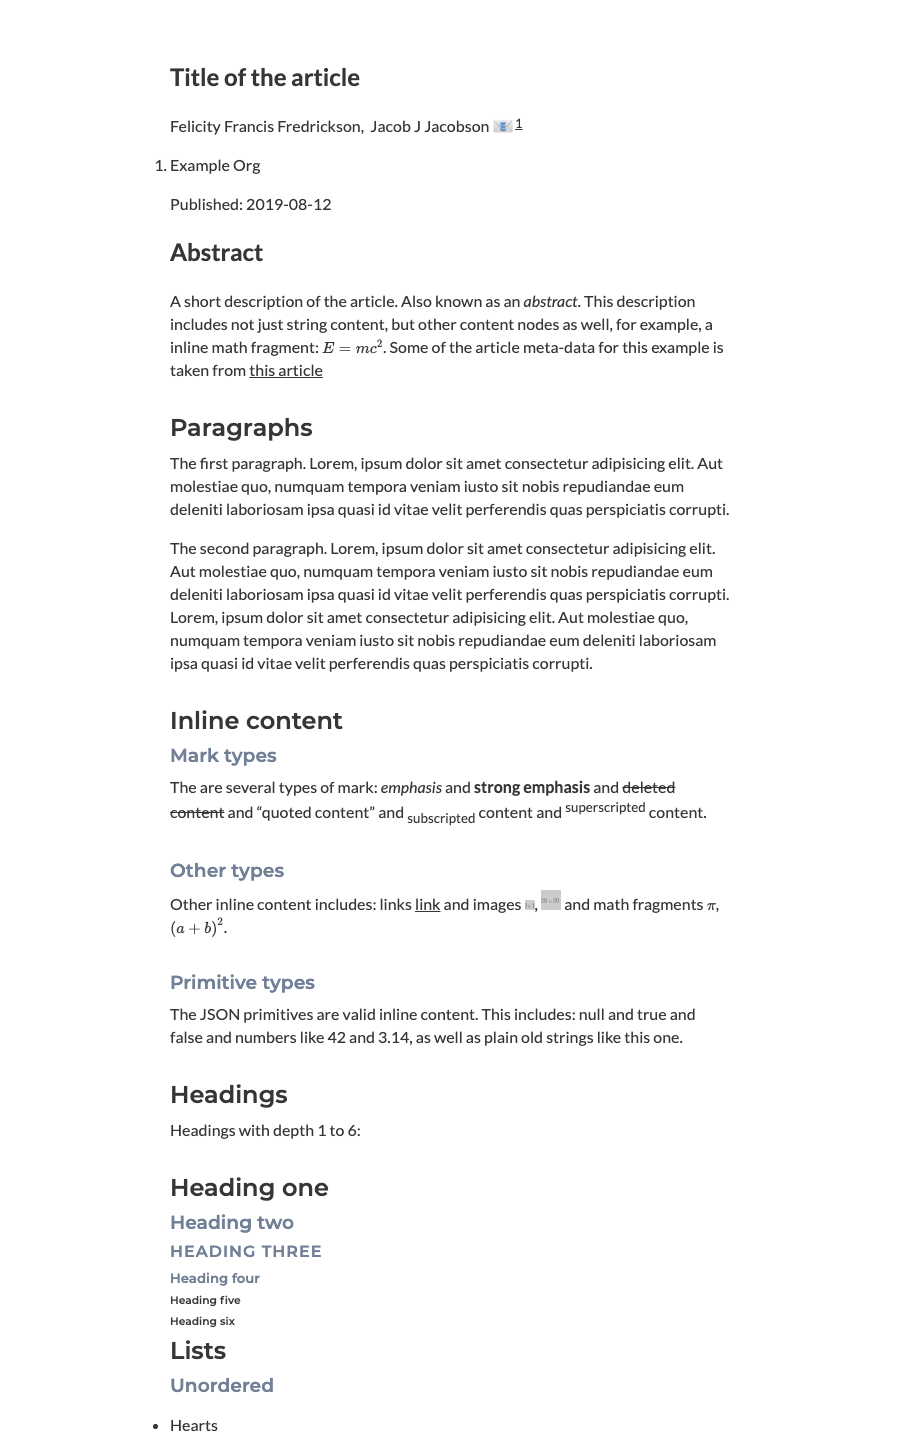 Title of the article
Felicity Francis Fredrickson, Jacob J Jacobson 1
1. Example Org
Published: 2019-08-12
Abstract
A short description of the article. Also known as an abstract. This description
includes not just string content, but other content nodes as well, for example, a
inline math fragment: E = mc². Some of the article meta-data for this example is
taken from this article
Paragraphs
The first paragraph. Lorem, ipsum dolor sit amet consectetur adipisicing elit. Aut
molestiae quo, numquam tempora veniam iusto sit nobis repudiandae eum
deleniti laboriosam ipsa quasi id vitae velit perferendis quas perspiciatis corrupti.
The second paragraph. Lorem, ipsum dolor sit amet consectetur adipisicing elit.
Aut molestiae quo, numquam tempora veniam iusto sit nobis repudiandae eum
deleniti laboriosam ipsa quasi id vitae velit perferendis quas perspiciatis corrupti.
Lorem, ipsum dolor sit amet consectetur adipisicing elit. Aut molestiae quo,
numquam tempora veniam iusto sit nobis repudiandae eum deleniti laboriosam
ipsa quasi id vitae velit perferendis quas perspiciatis corrupti.
Inline content
Mark types
The are several types of mark: emphasis and strong emphasis and deleted
content and “quoted content” and subscripted content and superscripted content.
Other types
Other inline content includes: links link and images , 20 x 20 and math fragments π,
(a + b)².
Primitive types
The JSON primitives are valid inline content. This includes: null and true and
false and numbers like 42 and 3.14, as well as plain old strings like this one.
Headings
Headings with depth 1 to 6:
Heading one
Heading two
HEADING THREE
Heading four
Heading five
Heading six
Lists
Unordered
• Hearts